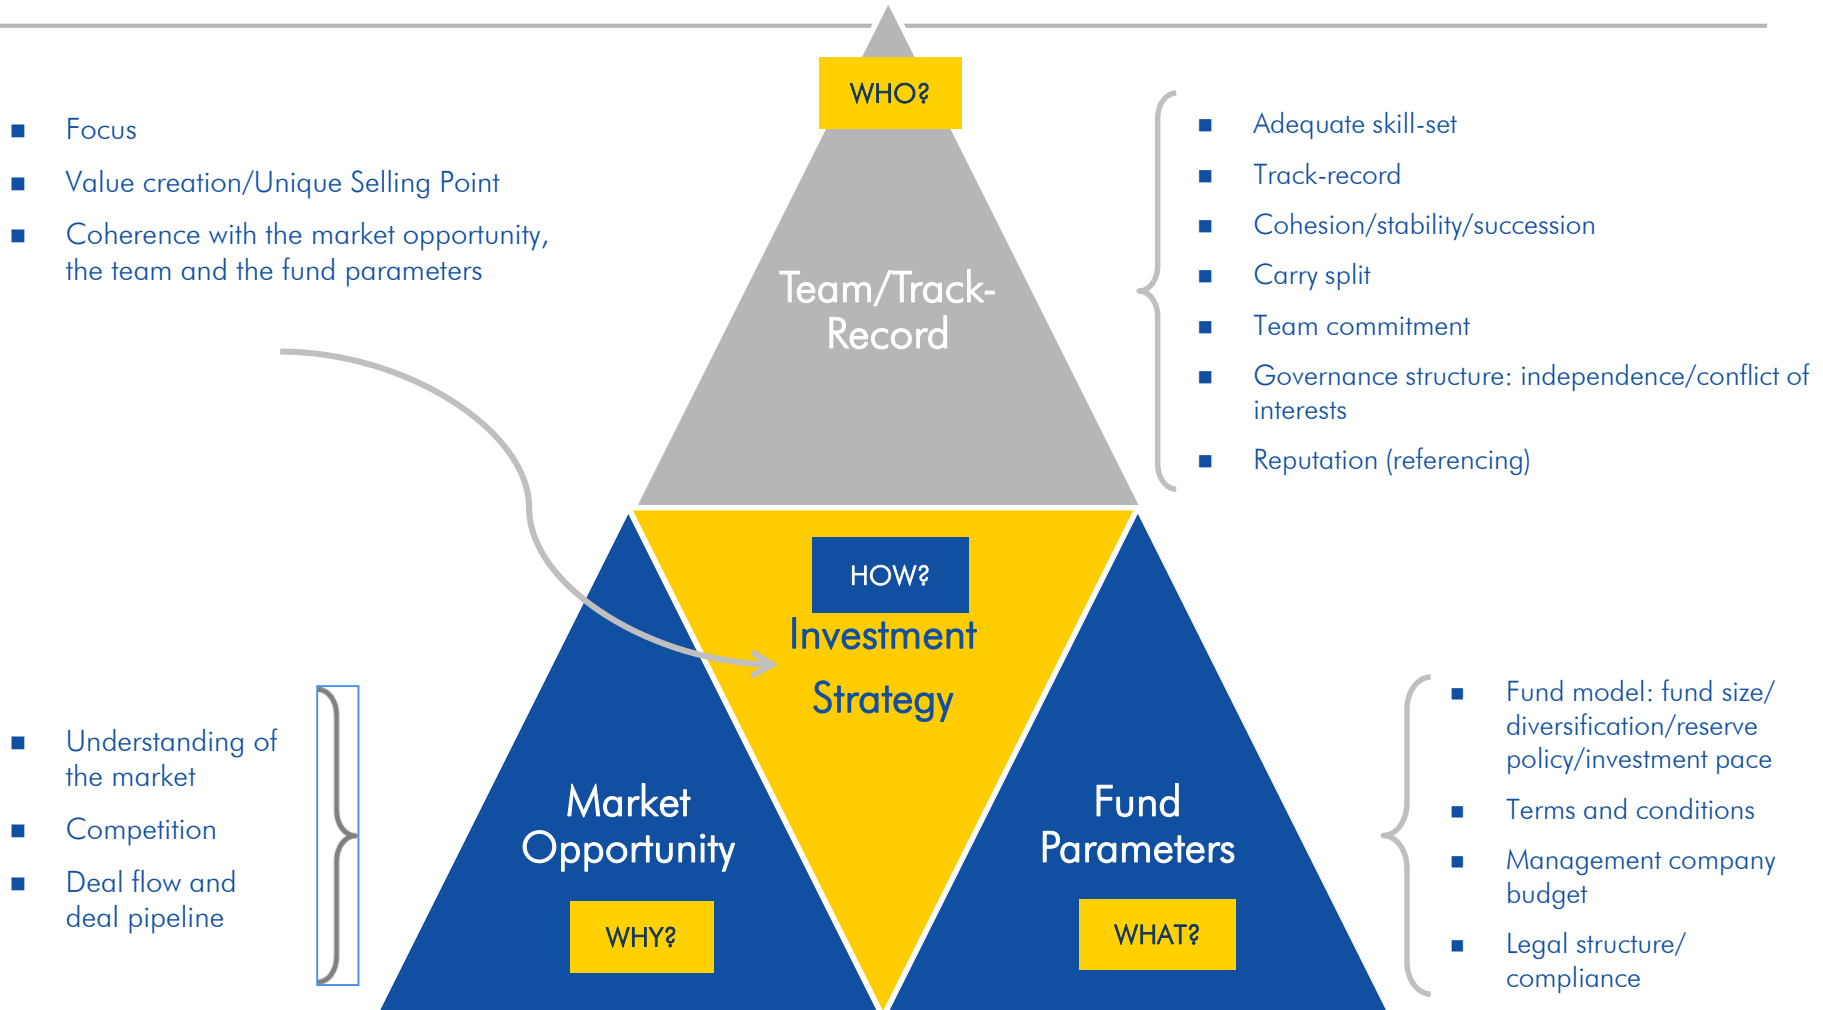 WHO?
Focus
Value creation/Unique Selling Point
Coherence with the market opportunity,
the team and the fund parameters
Team/Track-
Record
Adequate skill-set
Track-record
Cohesion/stability/succession
Carry split
Team commitment
Governance structure: independence/conflict of
interests
Reputation (referencing)
HOW?
Investment
Strategy
Understanding of
the market
Competition
Deal flow and
deal pipeline
Market
Opportunity
WHY?
Fund
Parameters
WHAT?
Fund model: fund size/
diversification/reserve
policy/investment pace
Terms and conditions
Management company
budget
Legal structure/
compliance